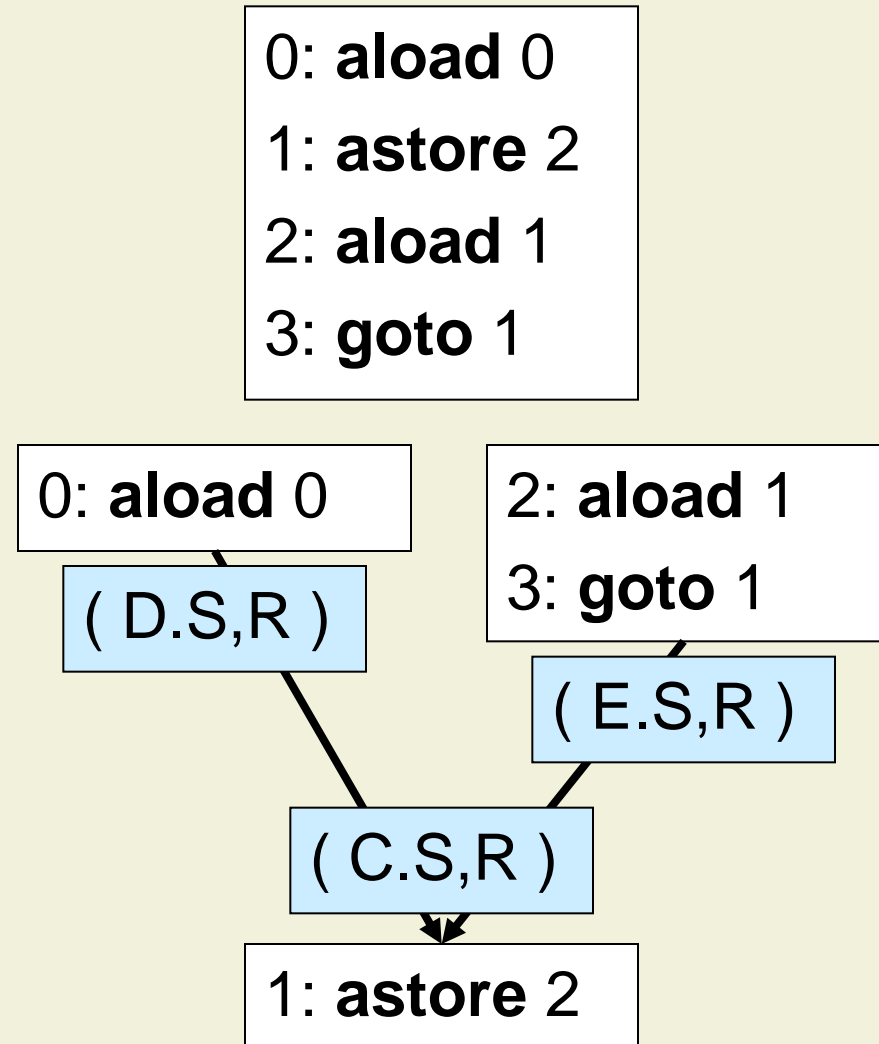 0: aload 0
1: astore 2
2: aload 1
3: goto 1
0: aload 0
( D.S,R )
2: aload 1
3: goto 1
( E.S,R )
( C.S,R )
1: astore 2